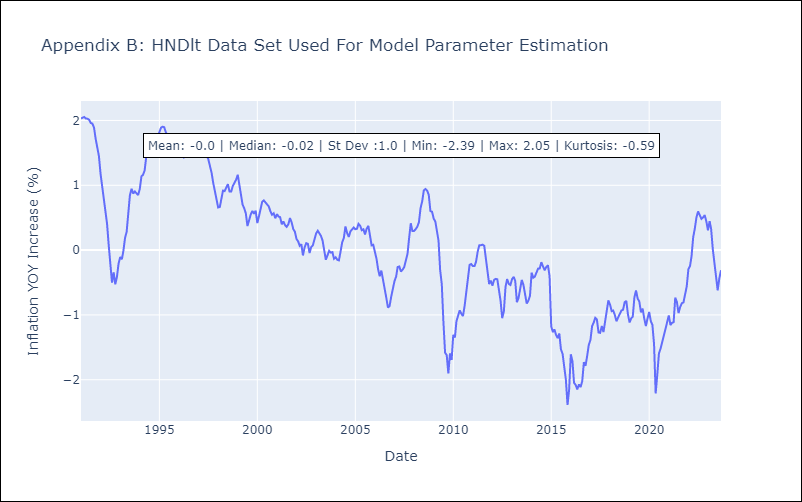 Appendix B: HNDlt Data Set Used For Model Parameter Estimation
Mean: -0.0 | Median: -0.02 | St Dev :1.0 | Min: -2.39 | Max: 2.05 | Kurtosis: -0.59
Inflation YOY Increase (%)
2
1
0
−1
−2
1995
2000
2005
2010
2015
2020
Date